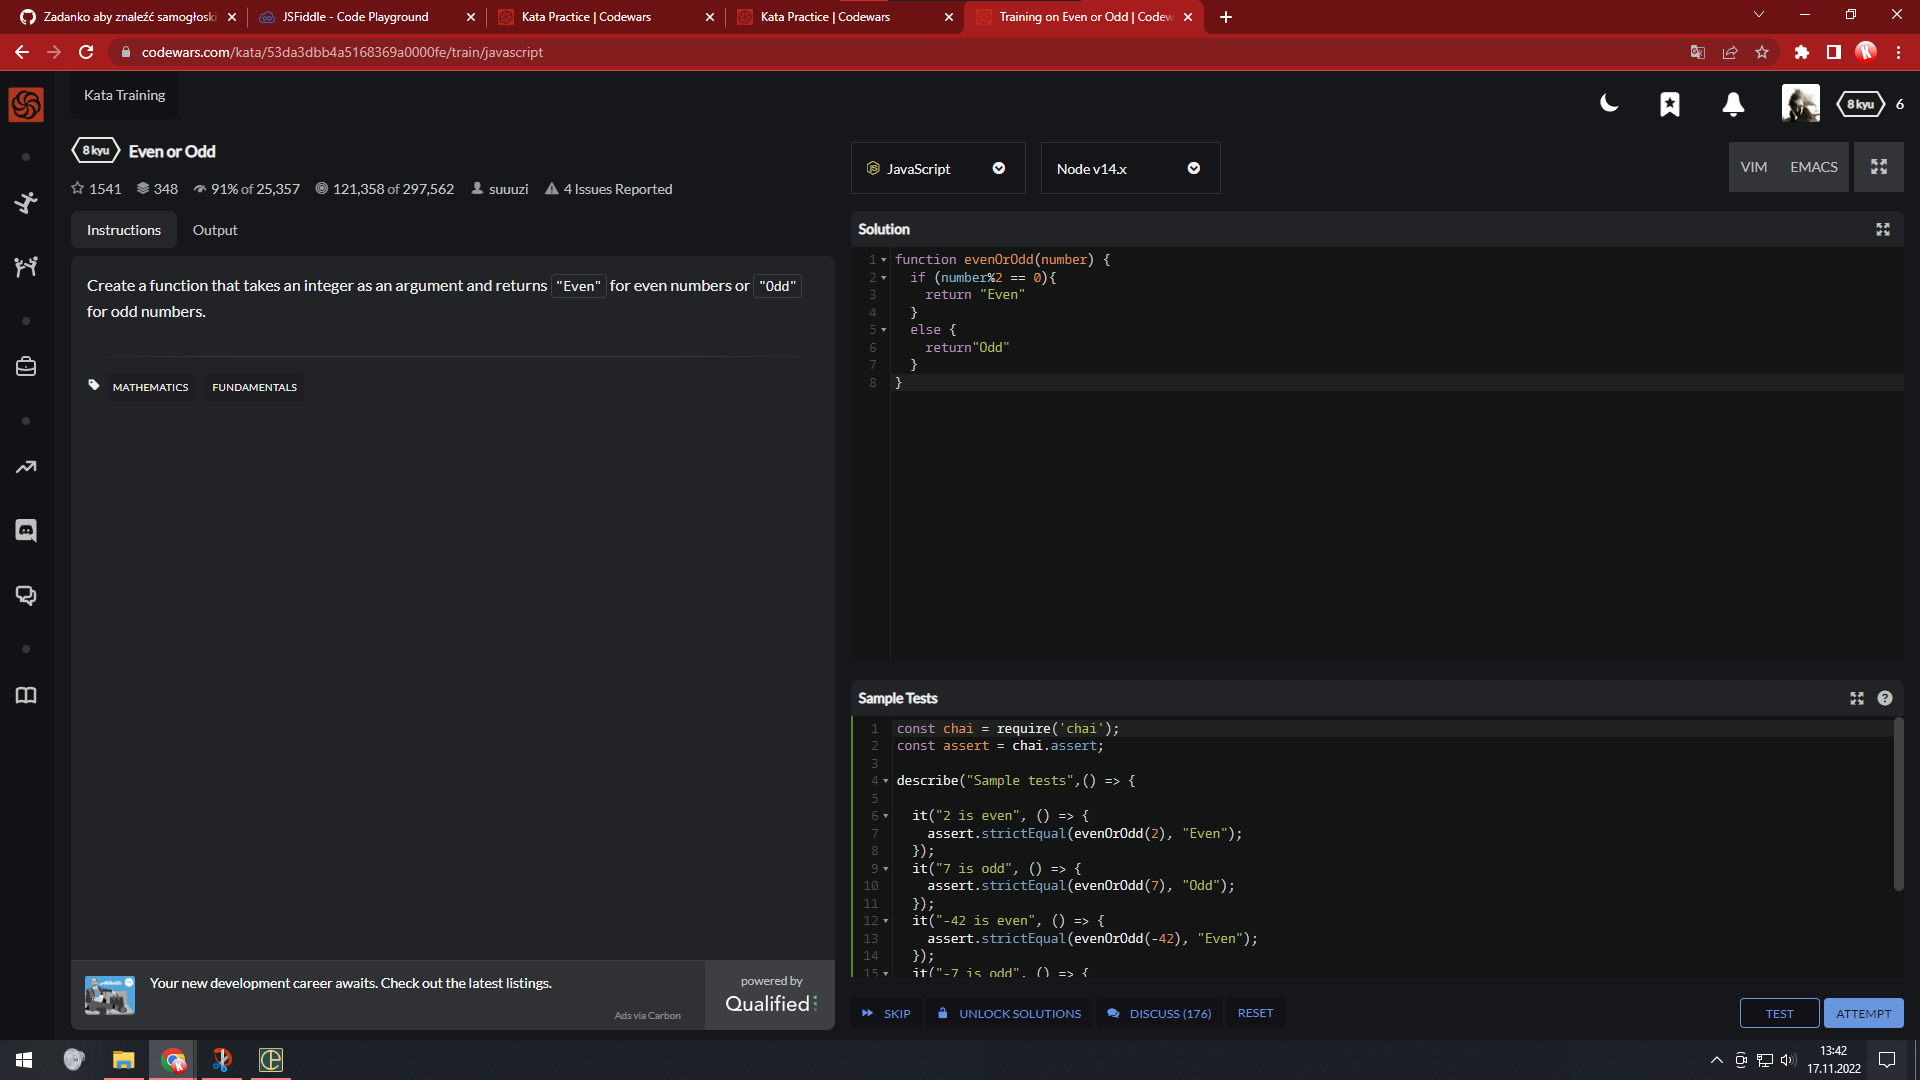 Zadanko aby znaleźć samogłoski
JSFiddle - Code Playground
Kata Practice | Codewars
Kata Practice | Codewars
Training on Even or Odd | Codew
codewars.com/kata/53da3dbb4a5168369a0000fe/train/javascript
Kata Training
8 kyu
6
8 kyu Even or Odd
1541 348 91% of 25,357 121,358 of 297,562 suuuzi 4 Issues Reported
JavaScript
Node v14.x
VIM EMACS
Instructions Output
Create a function that takes an integer as an argument and returns "Even" for even numbers or "Odd"
for odd numbers.
MATHEMATICS FUNDAMENTALS
Solution
1 function evenOrOdd(number) {
2 if (number%2 == 0){
3 return "Even"
4 }
5 else {
6 return"Odd"
7 }
8 }
Sample Tests
1 const chai = require('chai');
2 const assert = chai.assert;
3
4 describe("Sample tests",() => {
5
6 it("2 is even", () => {
7 assert.strictEqual(evenOrOdd(2), "Even");
8 });
9 it("7 is odd", () => {
10 assert.strictEqual(evenOrOdd(7), "Odd");
11 });
12 it("-42 is even", () => {
13 assert.strictEqual(evenOrOdd(-42), "Even");
14 });
15 it("-7 is odd", () => {
Your new development career awaits. Check out the latest listings.
Ads via Carbon
powered by
Qualified
SKIP UNLOCK SOLUTIONS DISCUSS (176) RESET
TEST ATTEMPT
13:42
17.11.2022